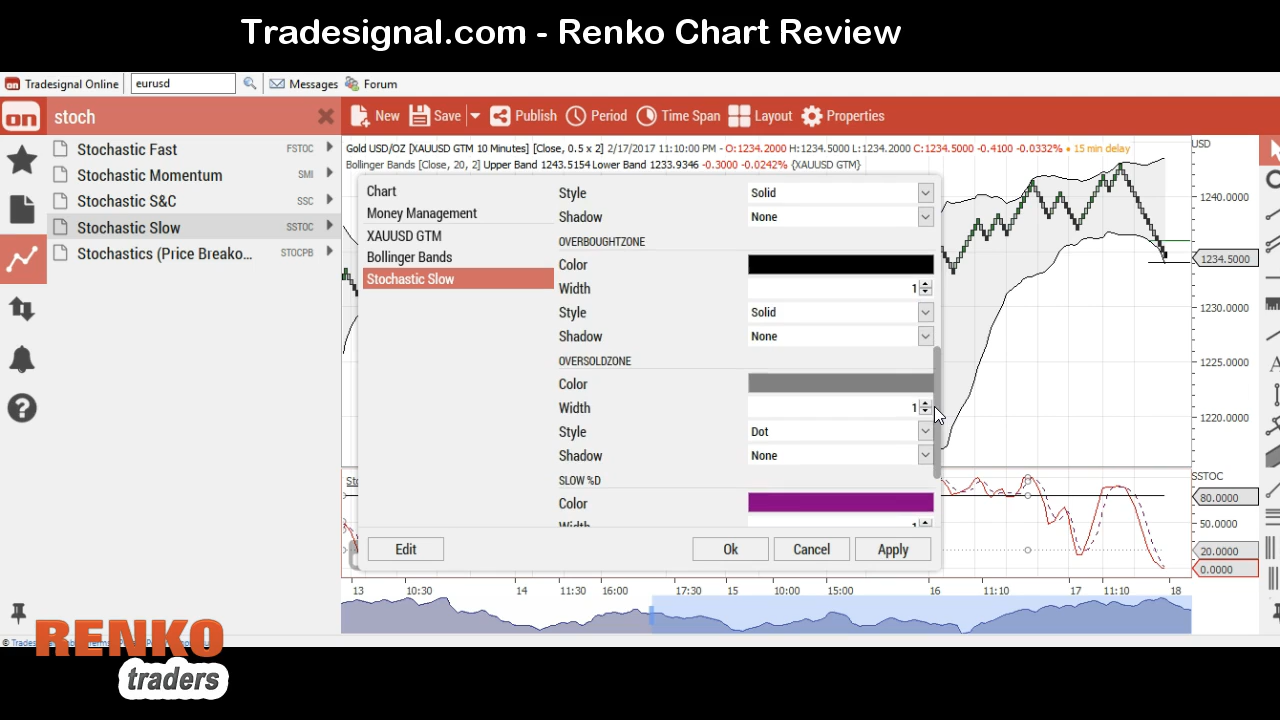 Tradesignal.com - Renko Chart Review
on Tradesignal Online eurusd Messages Forum
on stoch New Save Publish Period Time Span Layout Properties
Stochastic Fast FSTOC
Stochastic Momentum SMI
Stochastic S&C SSC
Stochastic Slow SSTOC
Stochastics (Price Breako... STOCPB
Gold USD/OZ [XAUUSD GTM 10 Minutes] [Close, 0.5 x 2] 2/17/2017 11:10:00 PM - O:1234.2000 H:1234.5000 L:1234.2000 C:1234.5000 -0.4100 -0.0332% • 15 min delay
USD
Bollinger Bands [Close, 20, 2] Upper Band 1243.5154 Lower Band 1233.9346 -0.3000 -0.0242% {XAUUSD GTM}
Chart
Money Management
XAUUSD GTM
Bollinger Bands
Stochastic Slow
Style Solid
Shadow None
OVERBOUGHTZONE
Color
Width 1
Style Solid
Shadow None
OVERSOLDZONE
Color
Width 1
Style Dot
Shadow None
SLOW %D
Color
Width 1
Edit Ok Cancel Apply
1240.0000
1234.5000
1230.0000
1225.0000
1220.0000
SSTOC
80.0000
50.0000
20.0000
0.0000
13 10:30 14 11:30 16:00 17:30 15 10:00 15:00 16 11:10 17 11:10 18
RENKO
traders